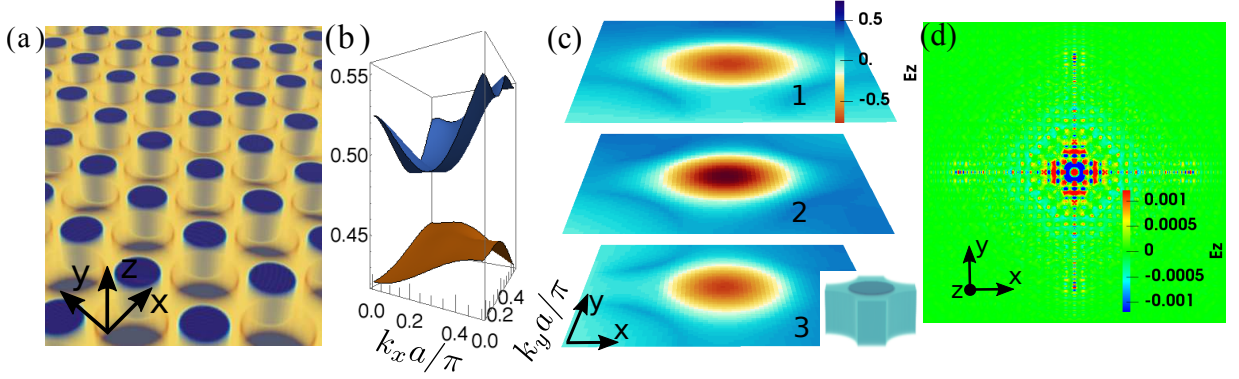 (a)
y
z
x
(b)
0.55
0.50
0.45
0.0
0.2
0.4
0.0
0.2
0.4
k_x a/π
k_y a/π
(c)
0.5
0.
-0.5
Ez
1
2
3
y
x
(d)
0.001
0.0005
0
-0.0005
-0.001
Ez
y
z
x